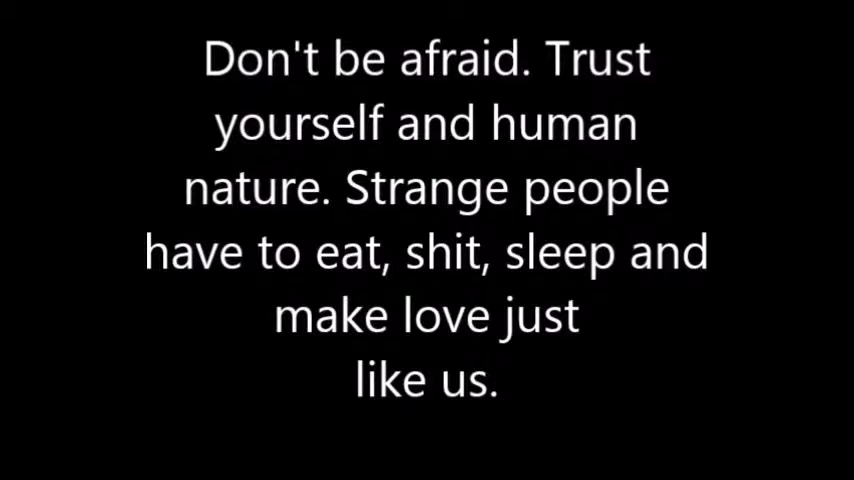 Don't be afraid. Trust
yourself and human
nature. Strange people
have to eat, shit, sleep and
make love just
like us.